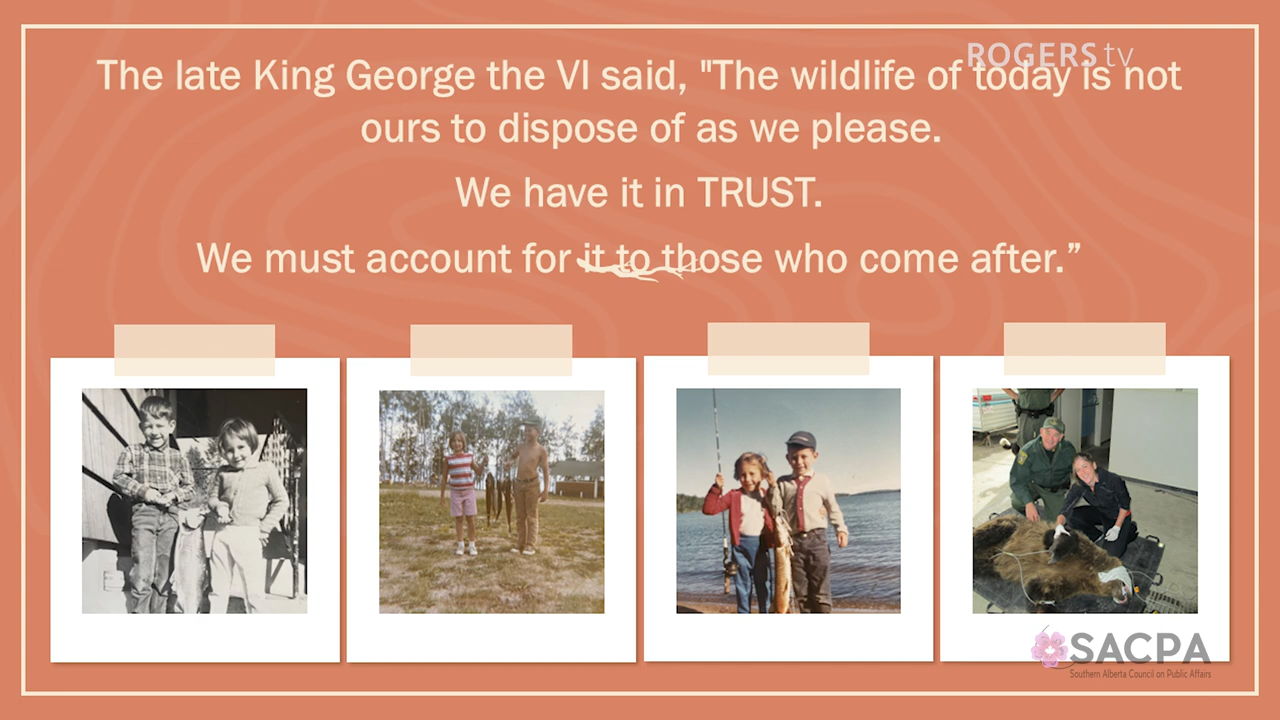 ROGERS tv
The late King George the VI said, "The wildlife of today is not
ours to dispose of as we please.
We have it in TRUST.
We must account for it to those who come after.”
SACPA
Southern Alberta Council on Public Affairs